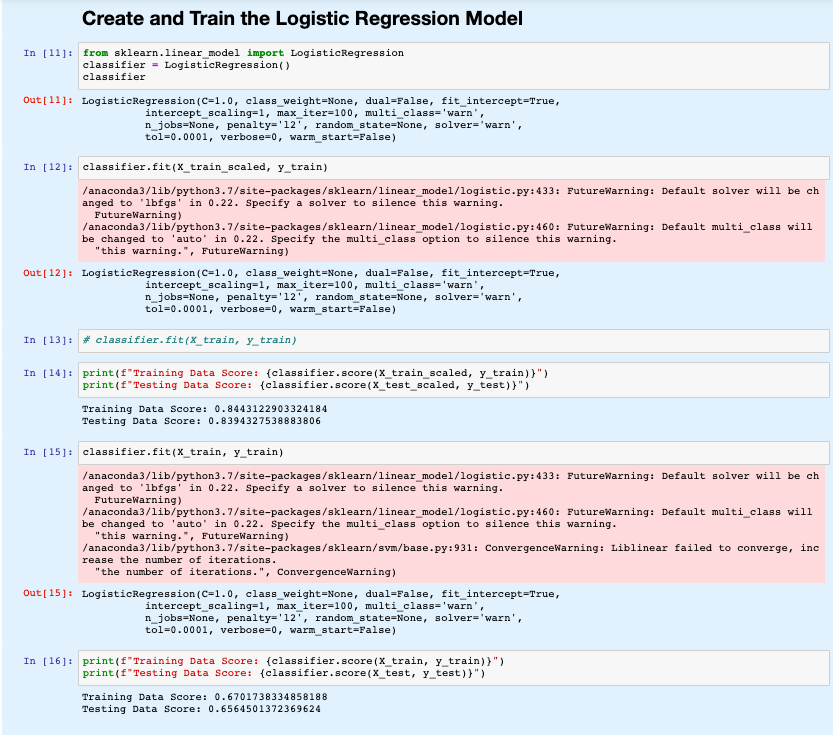 Create and Train the Logistic Regression Model
In [11]: from sklearn.linear_model import LogisticRegression
classifier = LogisticRegression()
classifier
Out[11]: LogisticRegression(C=1.0, class_weight=None, dual=False, fit_intercept=True,
intercept_scaling=1, max_iter=100, multi_class='warn',
n_jobs=None, penalty='l2', random_state=None, solver='warn',
tol=0.0001, verbose=0, warm_start=False)
In [12]: classifier.fit(X_train_scaled, y_train)
/anaconda3/lib/python3.7/site-packages/sklearn/linear_model/logistic.py:433: FutureWarning: Default solver will be ch
anged to 'lbfgs' in 0.22. Specify a solver to silence this warning.
FutureWarning)
/anaconda3/lib/python3.7/site-packages/sklearn/linear_model/logistic.py:460: FutureWarning: Default multi_class will
be changed to 'auto' in 0.22. Specify the multi_class option to silence this warning.
"this warning.", FutureWarning)
Out[12]: LogisticRegression(C=1.0, class_weight=None, dual=False, fit_intercept=True,
intercept_scaling=1, max_iter=100, multi_class='warn',
n_jobs=None, penalty='l2', random_state=None, solver='warn',
tol=0.0001, verbose=0, warm_start=False)
In [13]: # classifier.fit(X_train, y_train)
In [14]: print(f"Training Data Score: {classifier.score(X_train_scaled, y_train)}")
print(f"Testing Data Score: {classifier.score(X_test_scaled, y_test)}")
Training Data Score: 0.8443122903324184
Testing Data Score: 0.8394327538883806
In [15]: classifier.fit(X_train, y_train)
/anaconda3/lib/python3.7/site-packages/sklearn/linear_model/logistic.py:433: FutureWarning: Default solver will be ch
anged to 'lbfgs' in 0.22. Specify a solver to silence this warning.
FutureWarning)
/anaconda3/lib/python3.7/site-packages/sklearn/linear_model/logistic.py:460: FutureWarning: Default multi_class will
be changed to 'auto' in 0.22. Specify the multi_class option to silence this warning.
"this warning.", FutureWarning)
/anaconda3/lib/python3.7/site-packages/sklearn/svm/base.py:931: ConvergenceWarning: Liblinear failed to converge, inc
rease the number of iterations.
"the number of iterations.", ConvergenceWarning)
Out[15]: LogisticRegression(C=1.0, class_weight=None, dual=False, fit_intercept=True,
intercept_scaling=1, max_iter=100, multi_class='warn',
n_jobs=None, penalty='l2', random_state=None, solver='warn',
tol=0.0001, verbose=0, warm_start=False)
In [16]: print(f"Training Data Score: {classifier.score(X_train, y_train)}")
print(f"Testing Data Score: {classifier.score(X_test, y_test)}")
Training Data Score: 0.6701738334858188
Testing Data Score: 0.6564501372369624